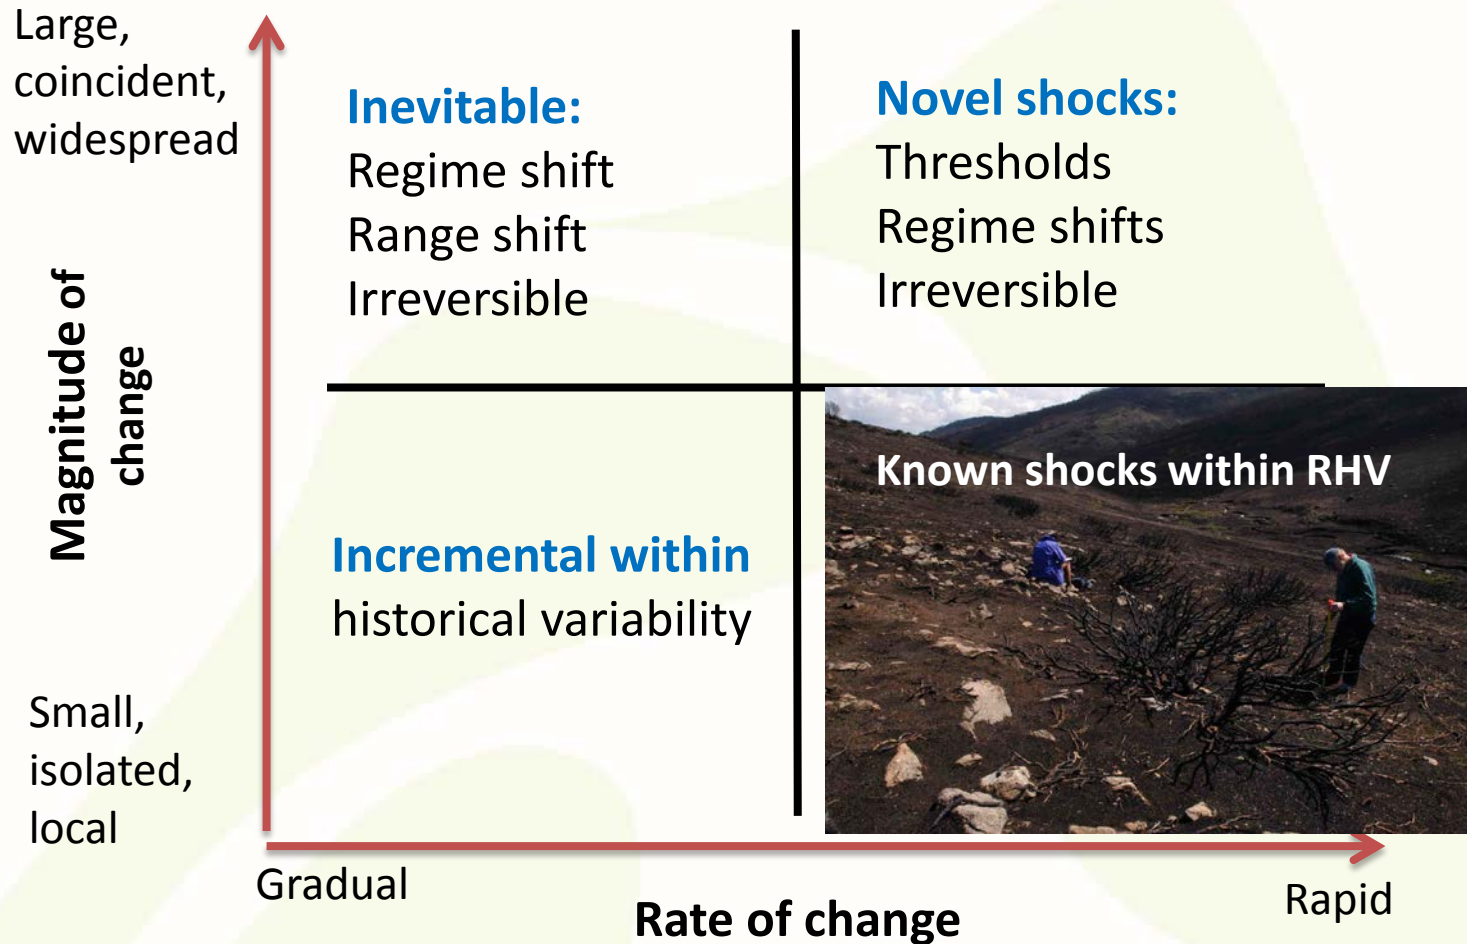 Large,
coincident,
widespread
Inevitable:
Regime shift
Range shift
Irreversible
Novel shocks:
Thresholds
Regime shifts
Irreversible
Magnitude of
change
Incremental within
historical variability
Known shocks within RHV
Small,
isolated,
local
Gradual
Rate of change
Rapid